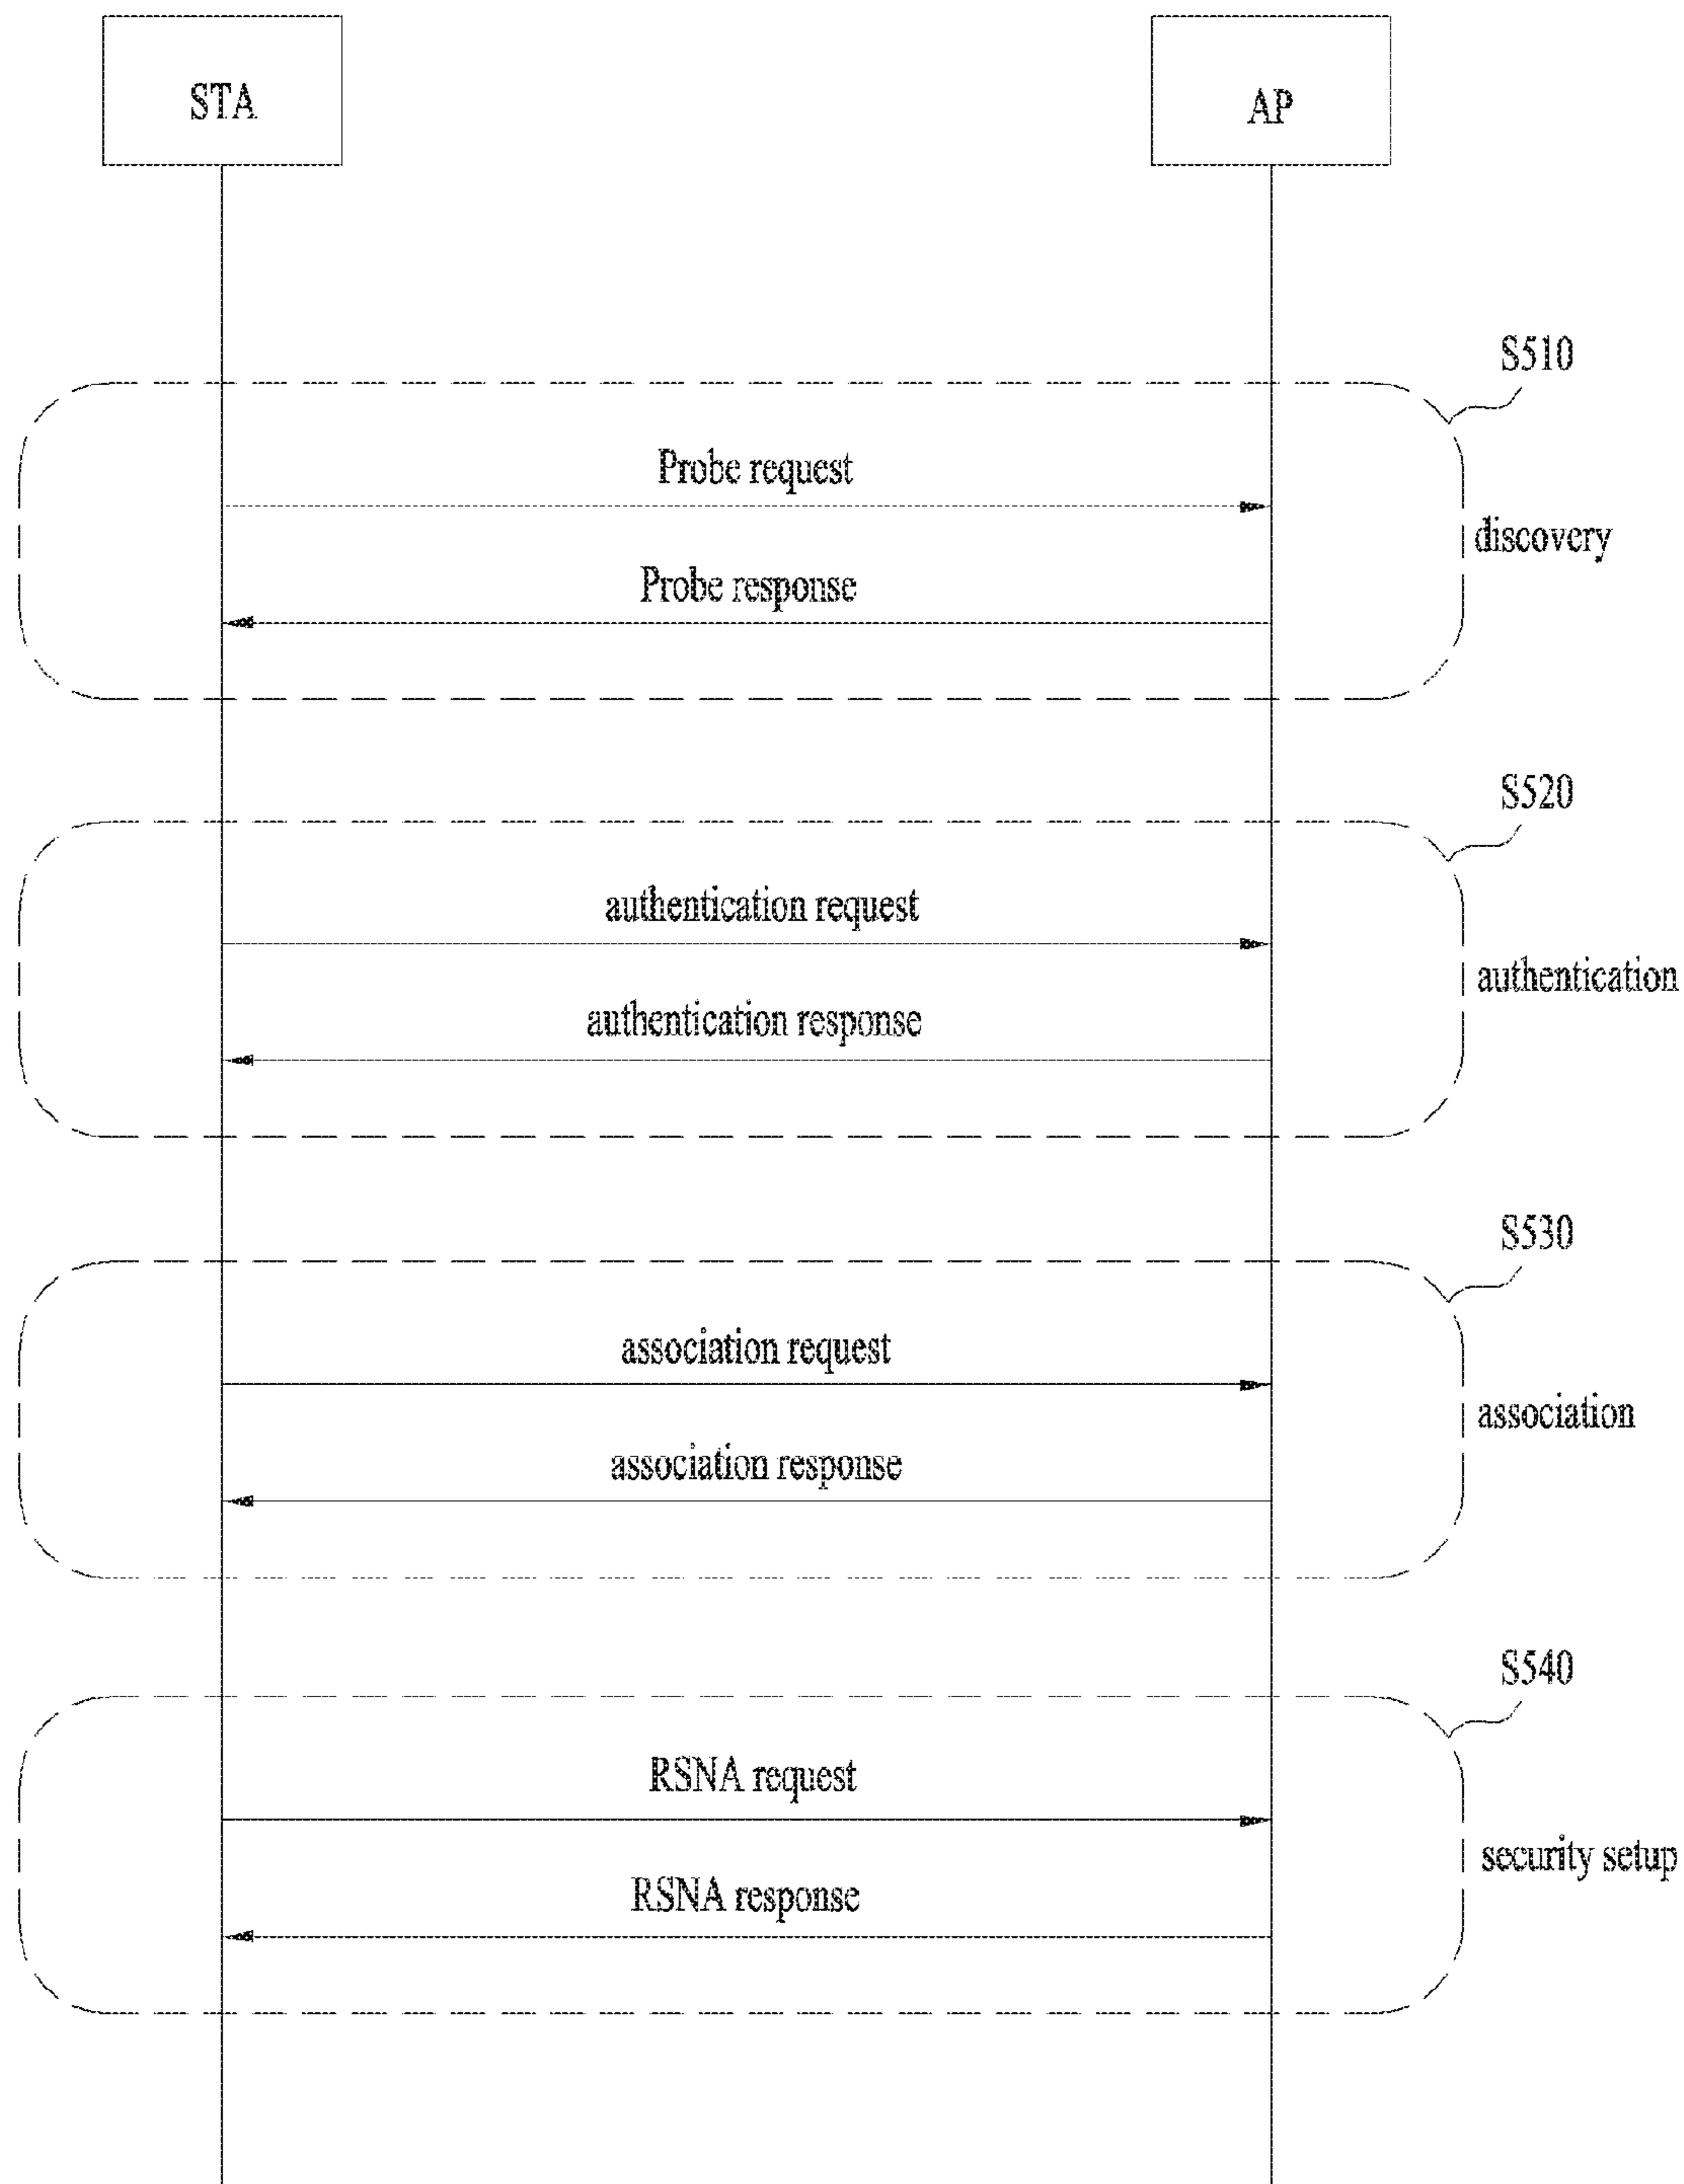 STA
AP
S510
Probe request
discovery
Probe response
S520
authentication request
authentication
authentication response
S530
association request
association
association response
S540
RSNA request
security setup
RSNA response